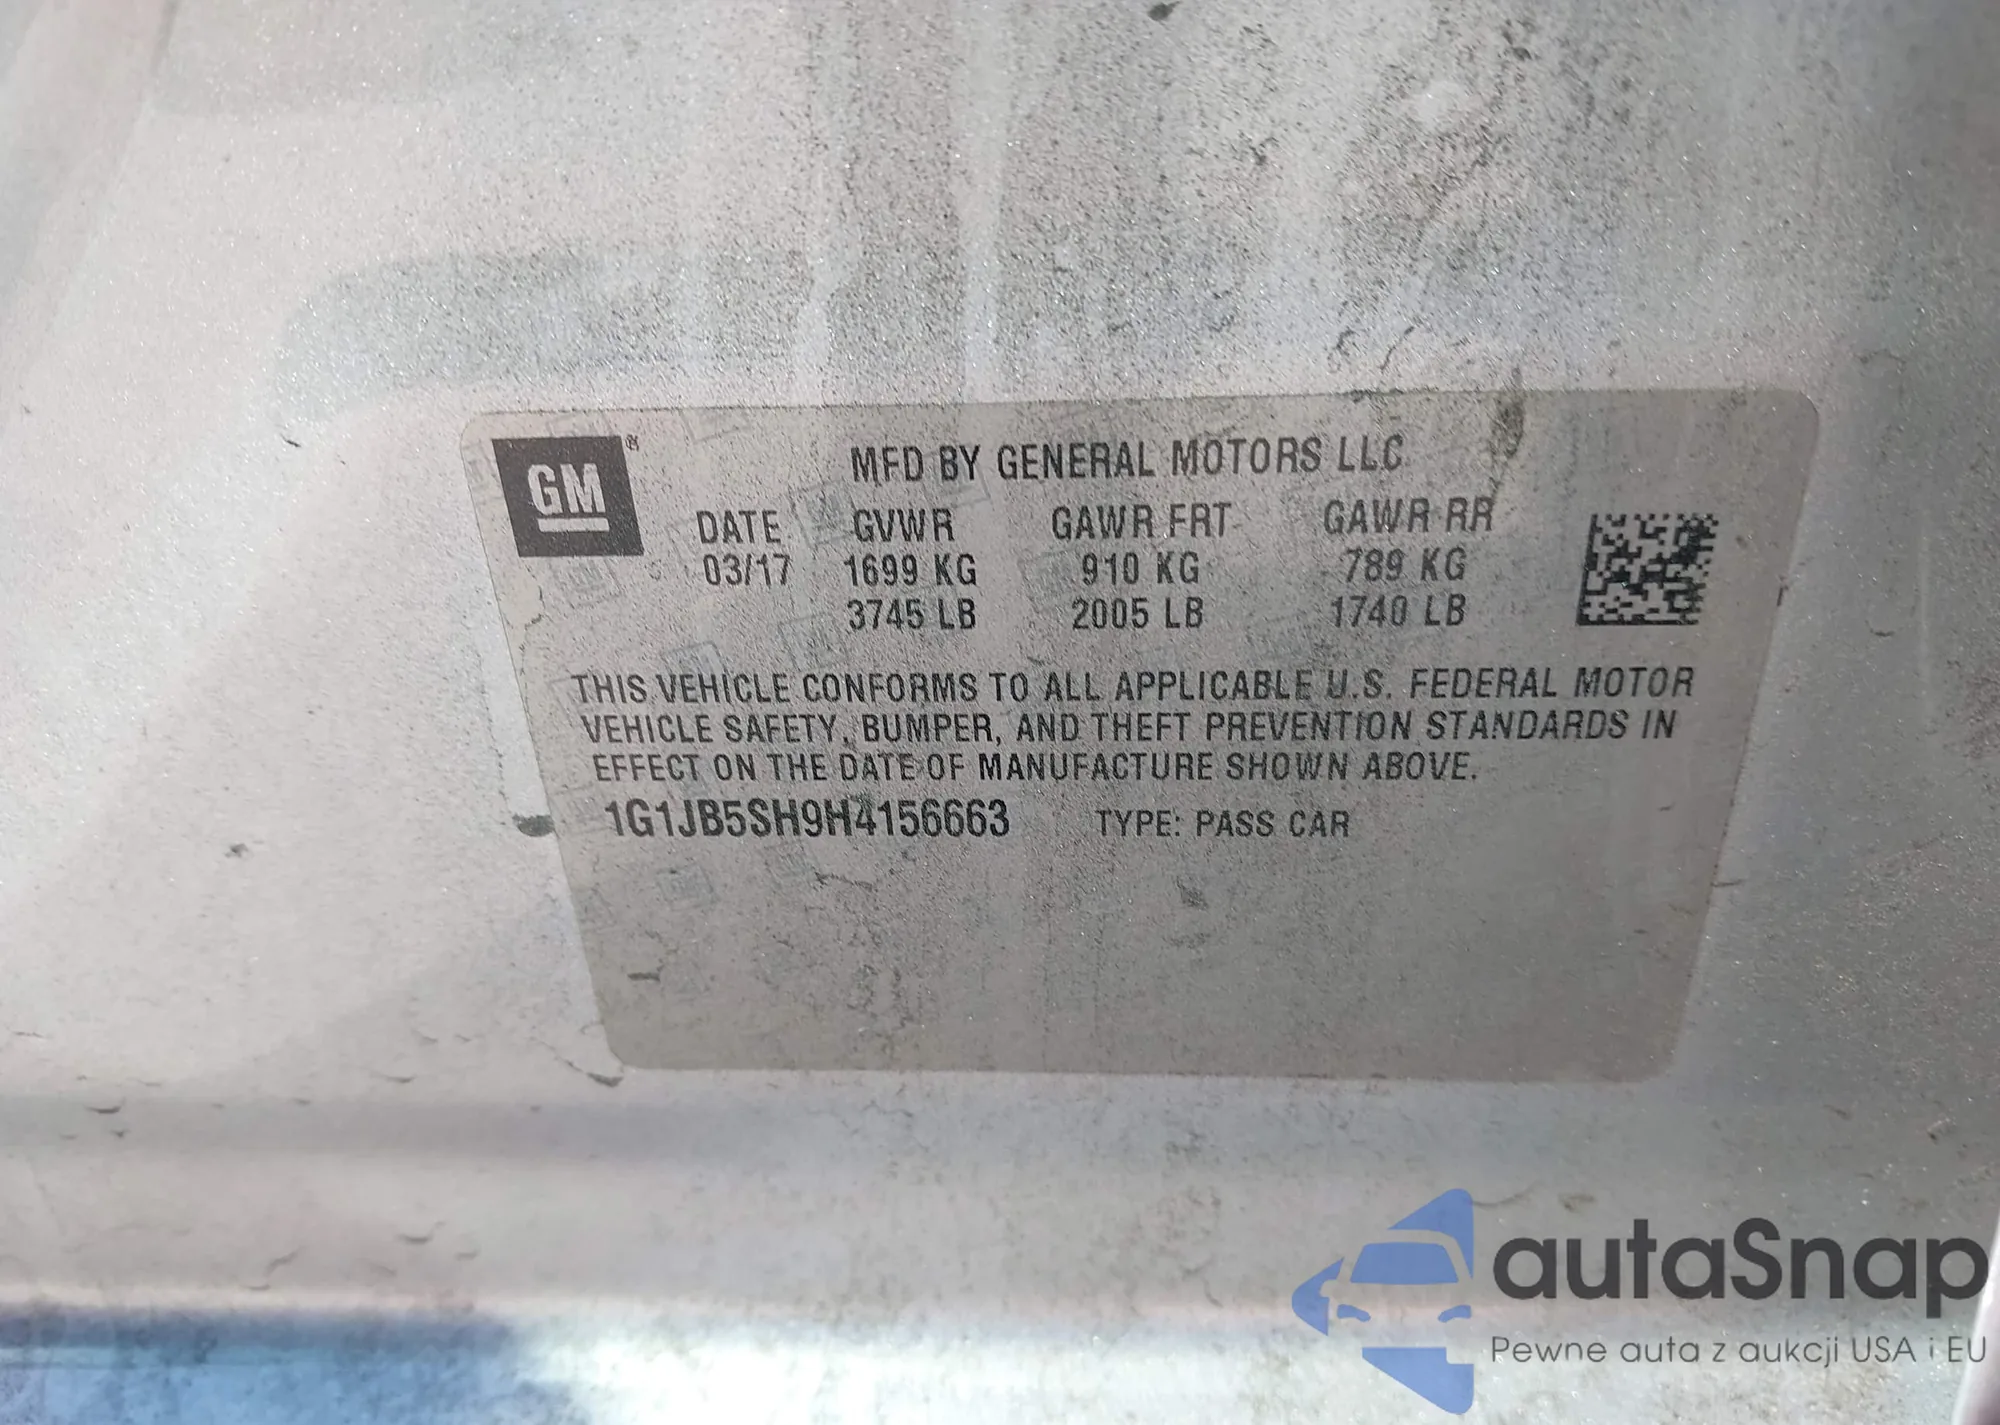 GM®
MFD BY GENERAL MOTORS LLC
DATE GVWR GAWR FRT GAWR RR
03/17 1699 KG 910 KG 789 KG
3745 LB 2005 LB 1740 LB
THIS VEHICLE CONFORMS TO ALL APPLICABLE U.S. FEDERAL MOTOR
VEHICLE SAFETY, BUMPER, AND THEFT PREVENTION STANDARDS IN
EFFECT ON THE DATE OF MANUFACTURE SHOWN ABOVE.
1G1JB5SH9H4156663 TYPE: PASS CAR
autaSnap
Pewne auta z aukcji USA i EU